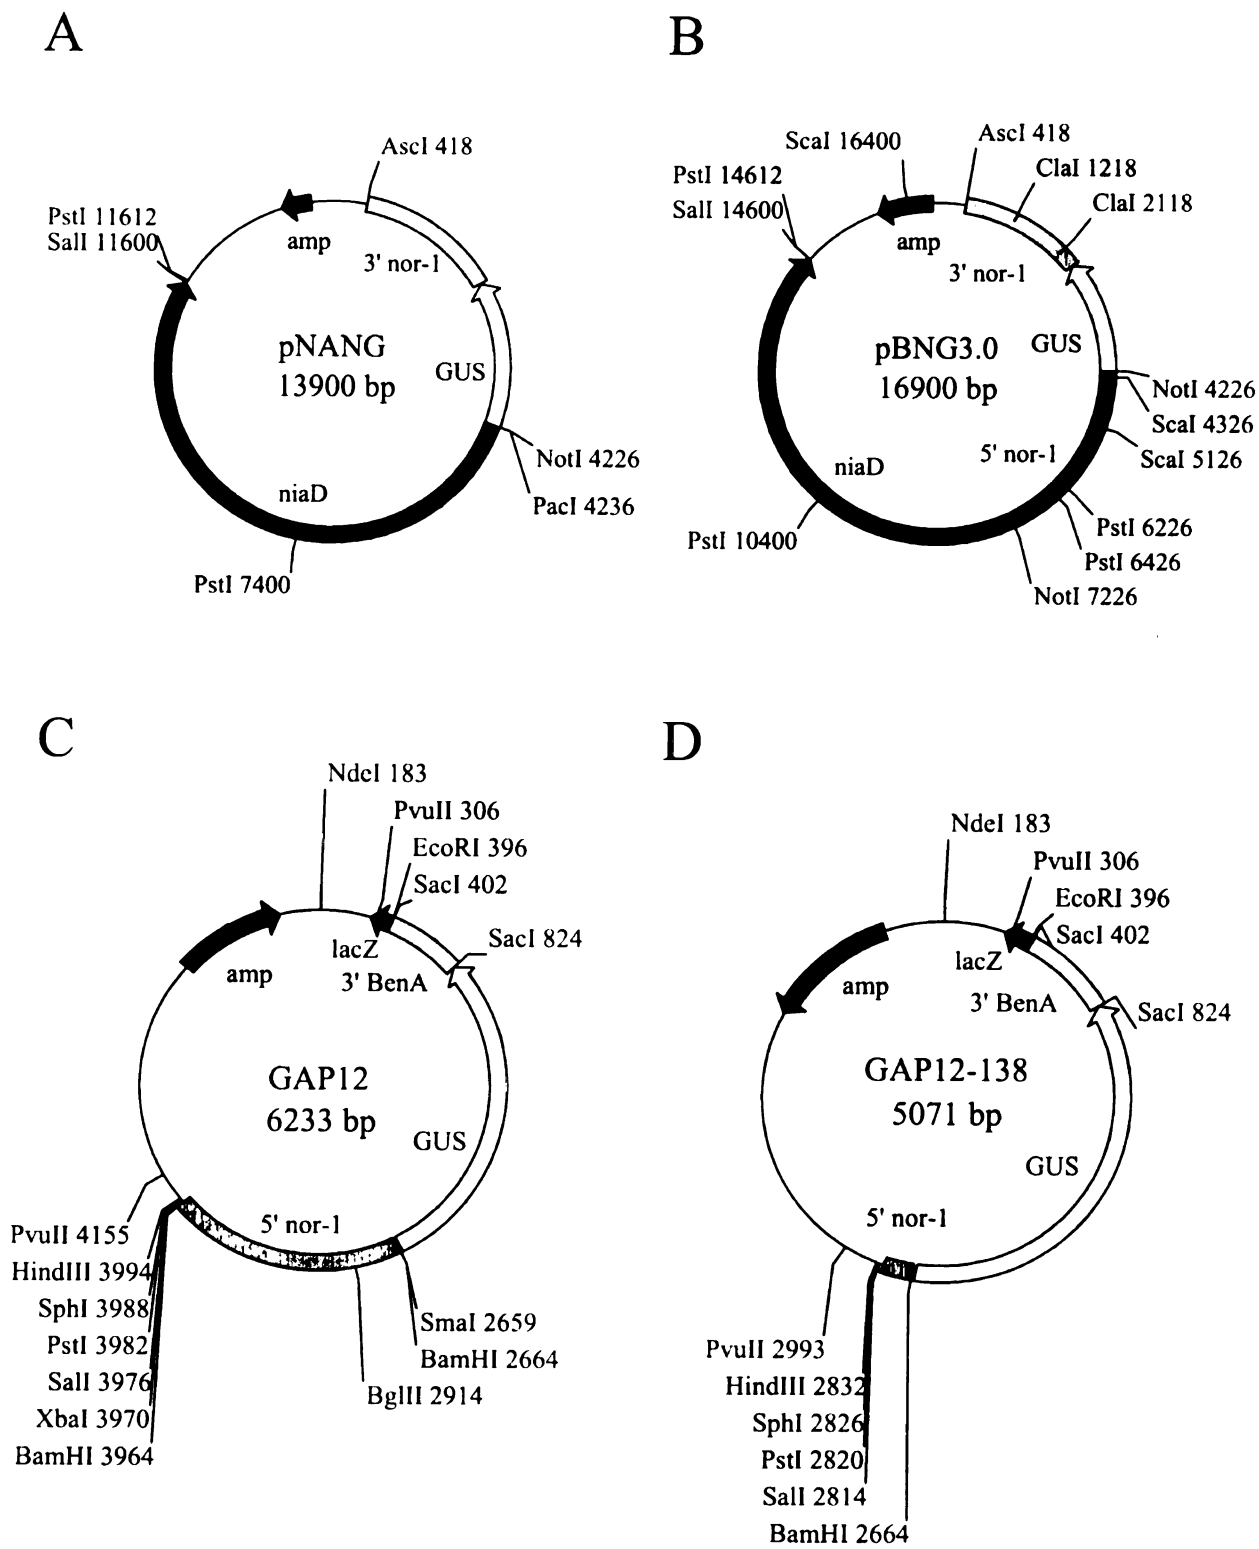 A
AscI 418
PstI 11612
SalI 11600
amp
3' nor-1
pNANG
13900 bp
GUS
NotI 4226
PacI 4236
niaD
PstI 7400
B
ScaI 16400
AscI 418
ClaI 1218
ClaI 2118
PstI 14612
SalI 14600
amp
3' nor-1
pBNG3.0
16900 bp
GUS
NotI 4226
ScaI 4326
ScaI 5126
5' nor-1
niaD
PstI 10400
PstI 6226
PstI 6426
NotI 7226
C
NdeI 183
PvuII 306
EcoRI 396
SacI 402
SacI 824
lacZ
3' BenA
amp
GAP12
6233 bp
GUS
5' nor-1
PvuII 4155
HindIII 3994
SphI 3988
PstI 3982
SalI 3976
XbaI 3970
BamHI 3964
SmaI 2659
BamHI 2664
BglII 2914
D
NdeI 183
PvuII 306
EcoRI 396
SacI 402
SacI 824
lacZ
3' BenA
amp
GAP12-138
5071 bp
GUS
5' nor-1
PvuII 2993
HindIII 2832
SphI 2826
PstI 2820
SalI 2814
BamHI 2664